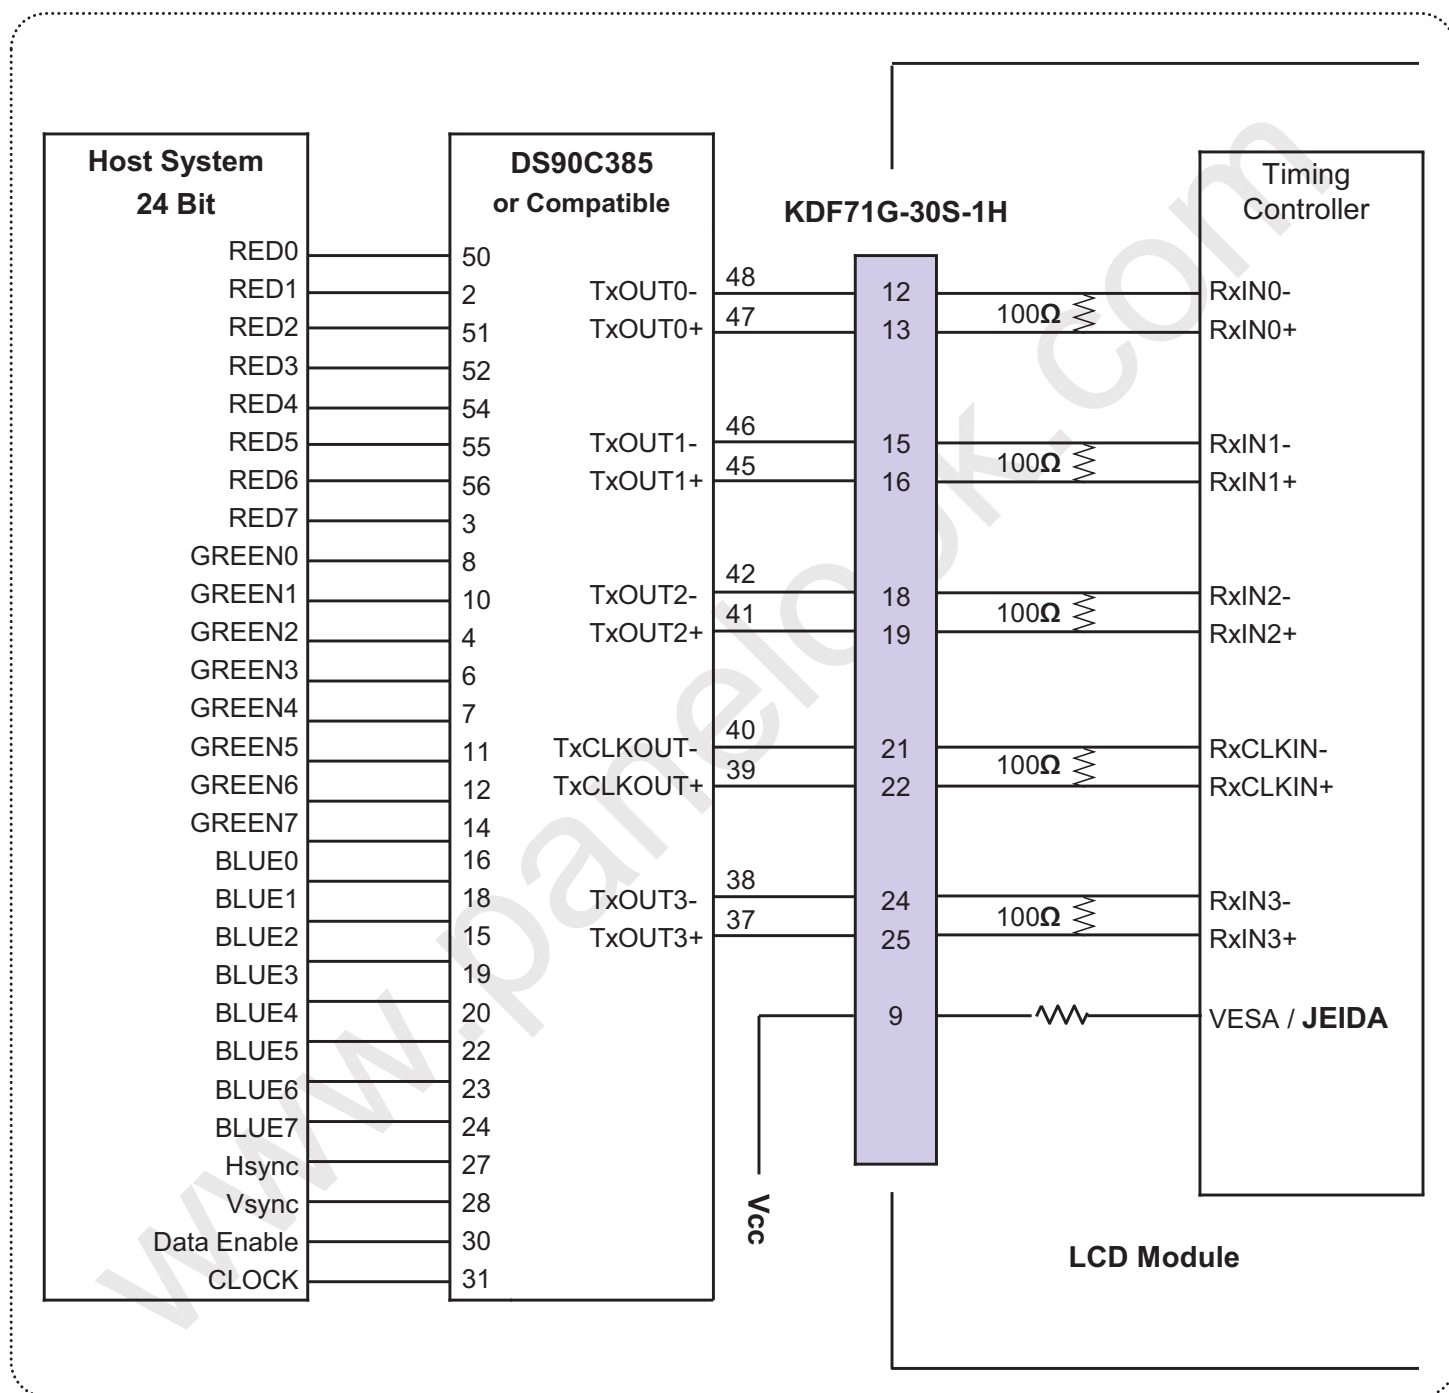 Host System
24 Bit
RED0
RED1
RED2
RED3
RED4
RED5
RED6
RED7
GREEN0
GREEN1
GREEN2
GREEN3
GREEN4
GREEN5
GREEN6
GREEN7
BLUE0
BLUE1
BLUE2
BLUE3
BLUE4
BLUE5
BLUE6
BLUE7
Hsync
Vsync
Data Enable
CLOCK
DS90C385
or Compatible
50
2
51
52
54
55
56
3
8
10
4
6
7
11
12
14
16
18
15
19
20
22
23
24
27
28
30
31
TxOUT0-
TxOUT0+
TxOUT1-
TxOUT1+
TxOUT2-
TxOUT2+
TxCLKOUT-
TxCLKOUT+
TxOUT3-
TxOUT3+
48
47
46
45
42
41
40
39
38
37
Vcc
KDF71G-30S-1H
12
13
15
16
18
19
21
22
24
25
9
100Ω
100Ω
100Ω
100Ω
100Ω
Timing
Controller
RxIN0-
RxIN0+
RxIN1-
RxIN1+
RxIN2-
RxIN2+
RxCLKIN-
RxCLKIN+
RxIN3-
RxIN3+
VESA / JEIDA
LCD Module
www.panelook.com